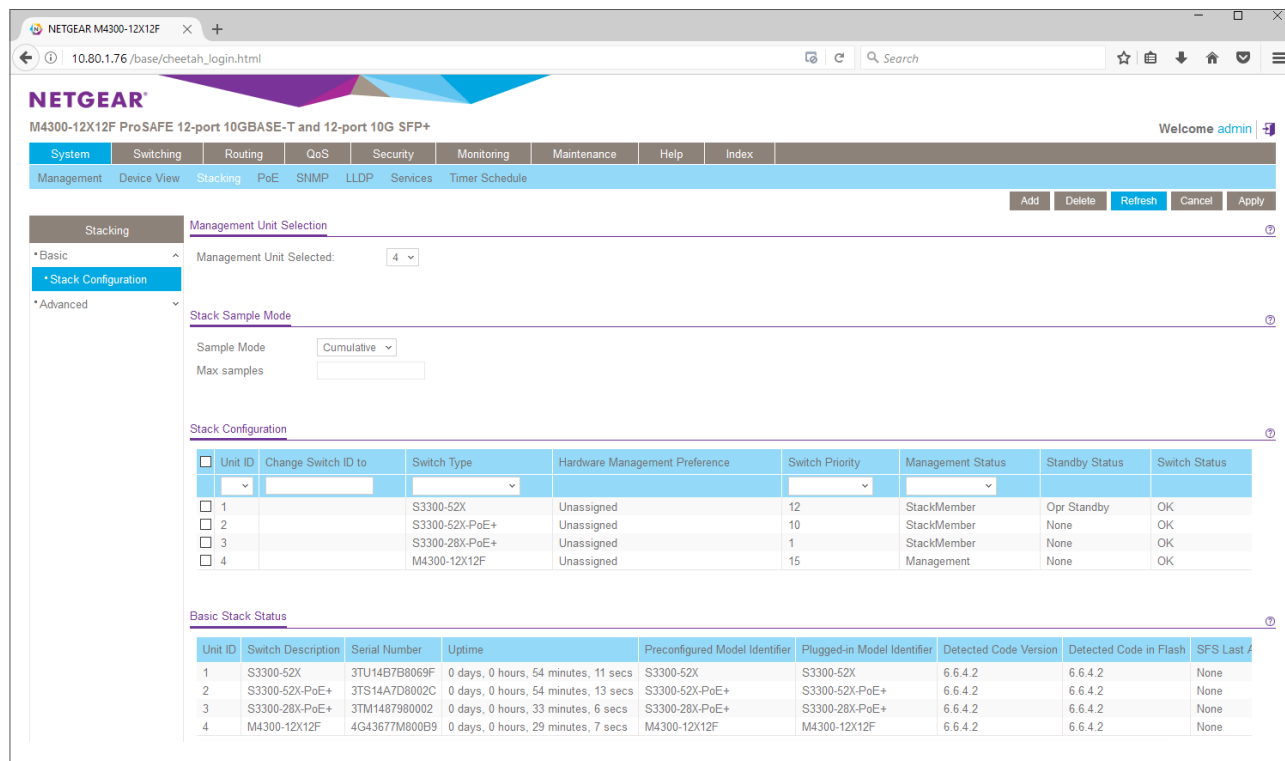 NETGEAR M4300-12X12F × +
10.80.1.76 /base/cheetah_login.html Search
NETGEAR®
M4300-12X12F ProSAFE 12-port 10GBASE-T and 12-port 10G SFP+ Welcome admin
System Switching Routing QoS Security Monitoring Maintenance Help Index
Management Device View Stacking PoE SNMP LLDP Services Timer Schedule
Add Delete Refresh Cancel Apply
Stacking
• Basic
• Stack Configuration
• Advanced
Management Unit Selection
Management Unit Selected: 4
Stack Sample Mode
Sample Mode Cumulative
Max samples
Stack Configuration
Unit ID Change Switch ID to Switch Type Hardware Management Preference Switch Priority Management Status Standby Status Switch Status
1 S3300-52X Unassigned 12 StackMember Opr Standby OK
2 S3300-52X-PoE+ Unassigned 10 StackMember None OK
3 S3300-28X-PoE+ Unassigned 1 StackMember None OK
4 M4300-12X12F Unassigned 15 Management None OK
Basic Stack Status
Unit ID Switch Description Serial Number Uptime Preconfigured Model Identifier Plugged-in Model Identifier Detected Code Version Detected Code in Flash SFS Last
1 S3300-52X 3TU14B7B8069F 0 days, 0 hours, 54 minutes, 11 secs S3300-52X S3300-52X 6.6.4.2 6.6.4.2 None
2 S3300-52X-PoE+ 3TS14A7D8002C 0 days, 0 hours, 54 minutes, 13 secs S3300-52X-PoE+ S3300-52X-PoE+ 6.6.4.2 6.6.4.2 None
3 S3300-28X-PoE+ 3TM1487980002 0 days, 0 hours, 33 minutes, 6 secs S3300-28X-PoE+ S3300-28X-PoE+ 6.6.4.2 6.6.4.2 None
4 M4300-12X12F 4G43677M800B9 0 days, 0 hours, 29 minutes, 7 secs M4300-12X12F M4300-12X12F 6.6.4.2 6.6.4.2 None